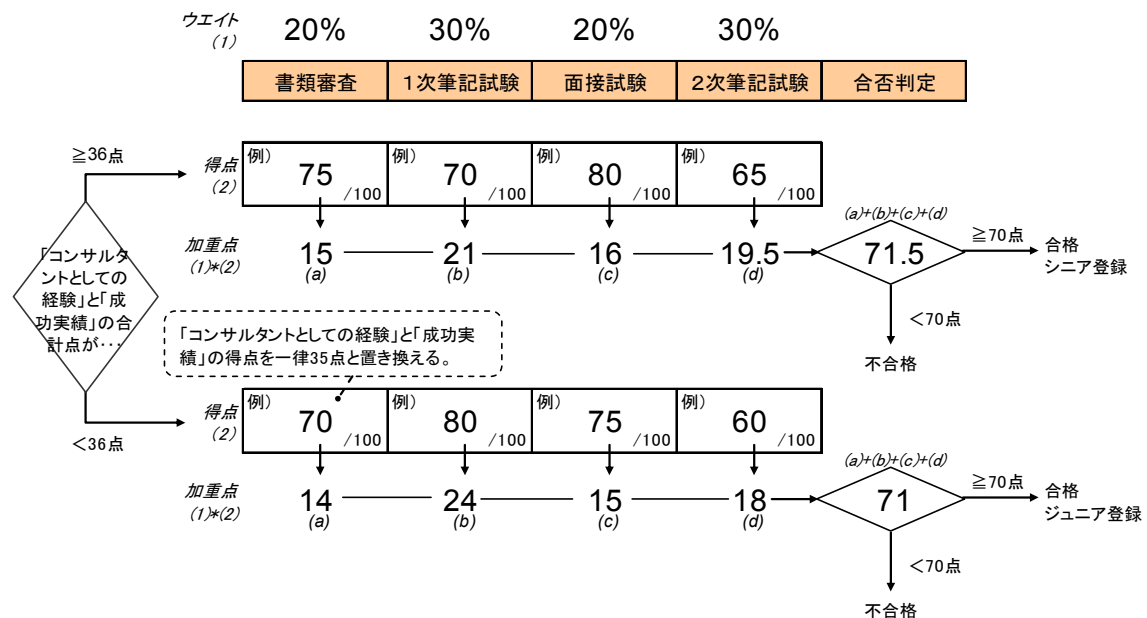 ウエイト
(1)
20%
30%
20%
30%
書類審査
1次筆記試験
面接試験
2次筆記試験
合否判定
≧36点
得点
(2)
例)
75
/100
例)
70
/100
例)
80
/100
例)
65
/100
加重点
(1)*(2)
15
(a)
21
(b)
16
(c)
19.5
(d)
(a)+(b)+(c)+(d)
71.5
≧70点
合格
シニア登録
<70点
不合格
「コンサルタ
ントとしての
経験」と「成
功実績」の合
計点が・・・
「コンサルタントとしての経験」と「成功実
績」の得点を一律35点と置き換える。
<36点
得点
(2)
例)
70
/100
例)
80
/100
例)
75
/100
例)
60
/100
加重点
(1)*(2)
14
(a)
24
(b)
15
(c)
18
(d)
(a)+(b)+(c)+(d)
71
≧70点
合格
ジュニア登録
<70点
不合格